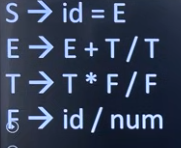 S → id = E
E → E + T / T
T → T * F / F
F → id / num